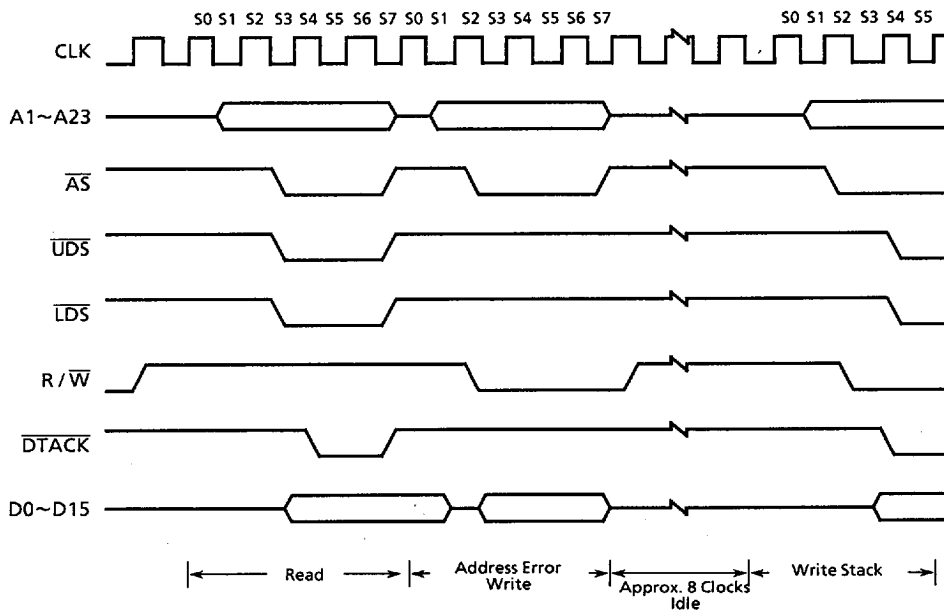 S0 S1 S2 S3 S4 S5 S6 S7 S0 S1 S2 S3 S4 S5 S6 S7 S0 S1 S2 S3 S4 S5
CLK
A1~A23
AS
UDS
LDS
R / W
DTACK
D0~D15
Read
Address Error
Write
Approx. 8 Clocks
Idle
Write Stack